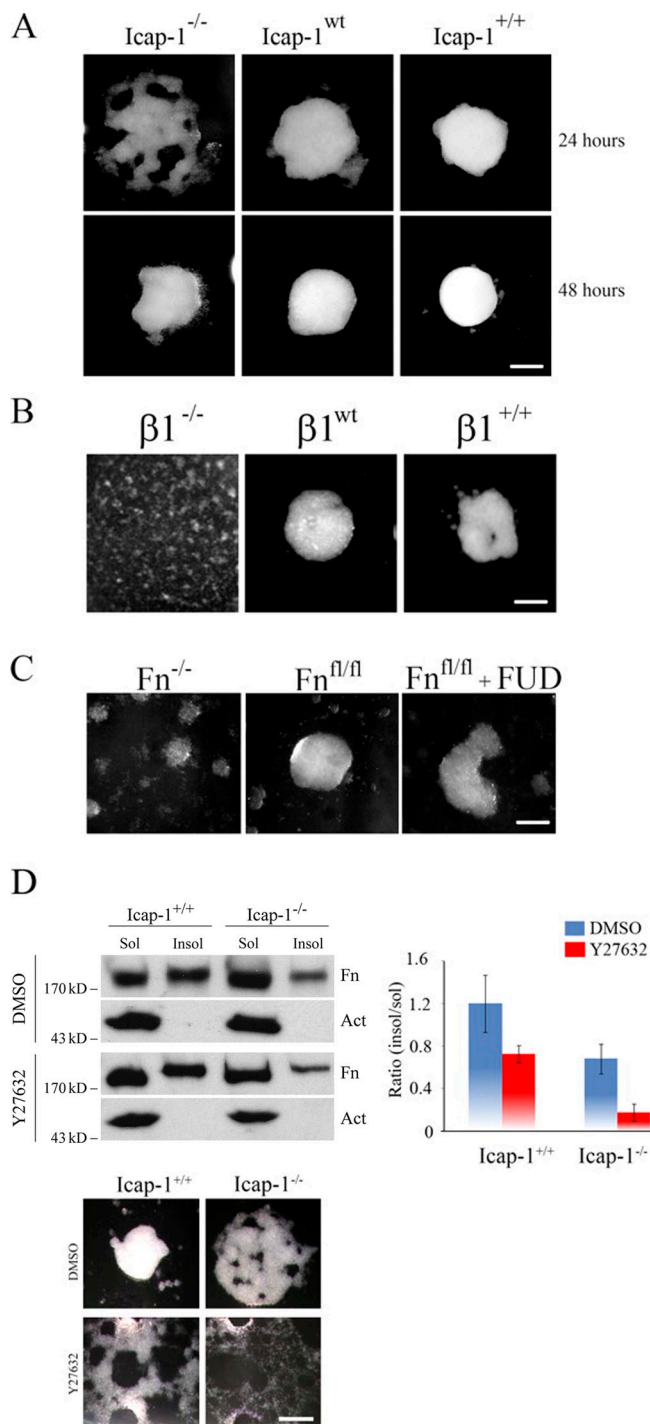 A
Icap-1-/- Icap-1wt Icap-1+/+
24 hours
48 hours
B
β1-/- β1wt β1+/+
C
Fn-/- Fnfl/fl Fnfl/fl + FUD
D
Icap-1+/+ Icap-1-/-
Sol Insol Sol Insol
DMSO
170 kD – Fn
43 kD – Act
Y27632
170 kD – Fn
43 kD – Act
DMSO
Y27632
Ratio (insol/sol)
1.6
1.2
0.8
0.4
0
Icap-1+/+ Icap-1-/-
Icap-1+/+ Icap-1-/-
DMSO
Y27632